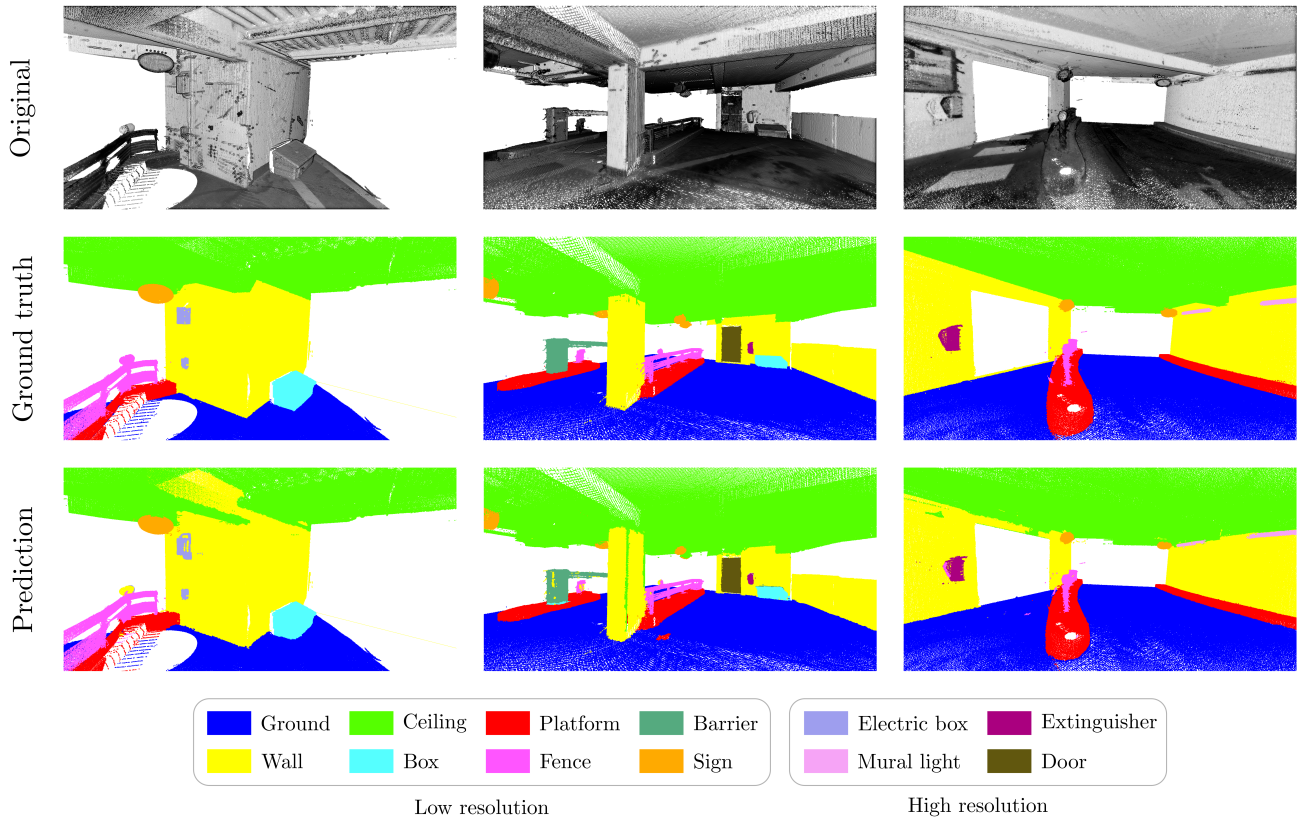 Original
Ground truth
Prediction
Ground Ceiling Platform Barrier Electric box Extinguisher
Wall Box Fence Sign Mural light Door
Low resolution High resolution